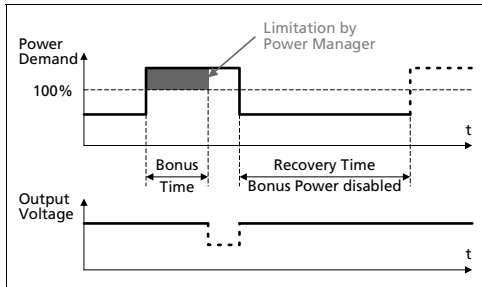 Limitation by
Power Manager
Power
Demand
100%
t
Bonus
Time
Recovery Time
Bonus Power disabled
Output
Voltage
t